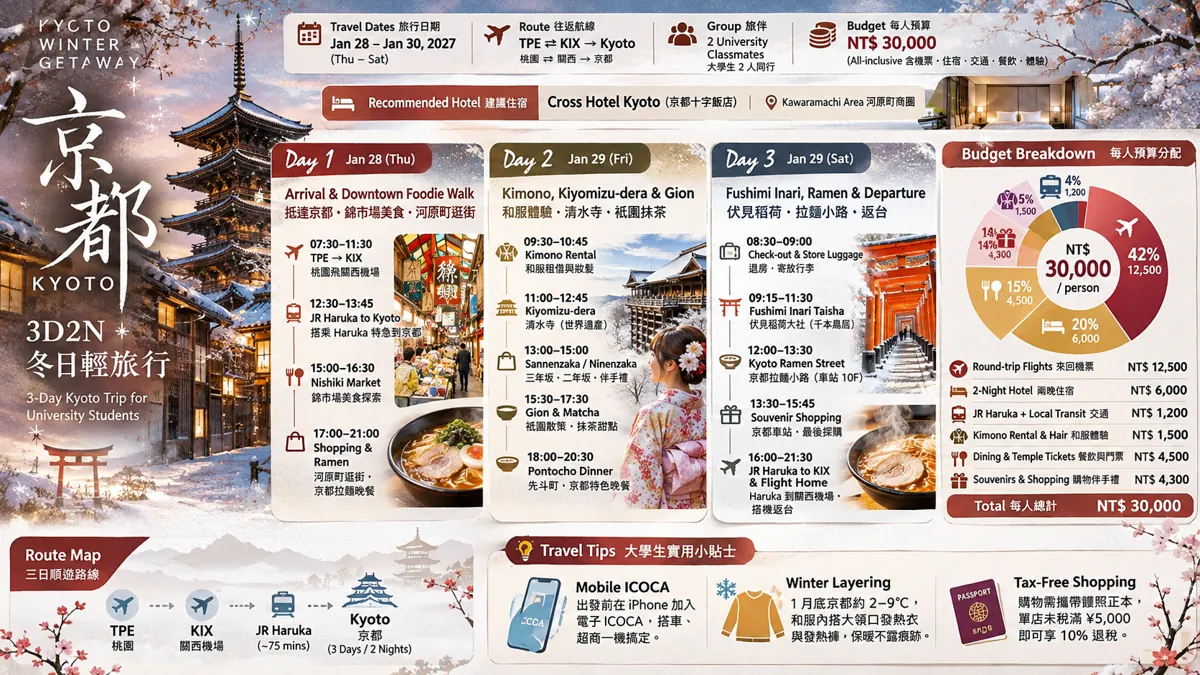 KYOTO
WINTER
GETAWAY
京都
KYOTO
3D2N
冬日輕旅行
3-Day Kyoto Trip for
University Students
Travel Dates 旅行日期
Jan 28 – Jan 30, 2027
(Thu – Sat)
Route 往返航線
TPE ⇌ KIX → Kyoto
桃園 ⇌ 關西 → 京都
Group 旅伴
2 University
Classmates
大學生 2 人同行
Budget 每人預算
NT$ 30,000
(All-inclusive 含機票・住宿・交通・餐飲・體驗)
Recommended Hotel 建議住宿
Cross Hotel Kyoto (京都十字飯店)
Kawaramachi Area 河原町商圈
Day 1 Jan 28 (Thu)
Arrival & Downtown Foodie Walk
抵達京都・錦市場美食・河原町逛街
07:30–11:30
TPE → KIX
桃園飛關西機場
12:30–13:45
JR Haruka to Kyoto
搭乘 Haruka 特急到京都
15:00–16:30
Nishiki Market
錦市場美食探索
17:00–21:00
Shopping &
Ramen
河原町逛街，
京都拉麵晚餐
Day 2 Jan 29 (Fri)
Kimono, Kiyomizu-dera & Gion
和服體驗・清水寺・祇園抹茶
09:30–10:45
Kimono Rental
和服租借與妝髮
11:00–12:45
Kiyomizu-dera
清水寺（世界遺產）
13:00–15:00
Sannenzaka / Ninenzaka
三年坂・二年坂・伴手禮
15:30–17:30
Gion & Matcha
祇園散策・抹茶甜點
18:00–20:30
Pontocho Dinner
先斗町・京都特色晚餐
Day 3 Jan 29 (Sat)
Fushimi Inari, Ramen & Departure
伏見稻荷・拉麵小路・返台
08:30–09:00
Check-out & Store Luggage
退房・寄放行李
09:15–11:30
Fushimi Inari Taisha
伏見稻荷大社（千本鳥居）
12:00–13:30
Kyoto Ramen Street
京都拉麵小路（車站 10F）
13:30–15:45
Souvenir Shopping
京都車站・最後採購
16:00–21:30
JR Haruka to KIX
& Flight Home
Haruka 到關西機場，
搭機返台
Budget Breakdown 每人預算分配
4%
1,200
5%
1,500
14%
14%
4,300
15%
4,500
20%
6,000
42%
12,500
NT$
30,000
/ person
Round-trip Flights 來回機票 NT$ 12,500
2-Night Hotel 兩晚住宿 NT$ 6,000
JR Haruka + Local Transit 交通 NT$ 1,200
Kimono Rental & Hair 和服體驗 NT$ 1,500
Dining & Temple Tickets 餐飲與門票 NT$ 4,500
Souvenirs & Shopping 購物伴手禮 NT$ 4,300
Total 每人總計 NT$ 30,000
Route Map
三日順遊路線
TPE
桃園
KIX
關西機場
JR Haruka
(~75 mins)
Kyoto
京都
(3 Days / 2 Nights)
Travel Tips 大學生實用小貼士
Mobile ICOCA
出發前在 iPhone 加入
電子 ICOCA，搭車、
超商一機搞定。
Winter Layering
1 月底京都約 2–9°C，
和服內搭大領口發熱衣
與發熱褲，保暖不露痕跡。
PASSPORT
Tax-Free Shopping
購物需攜帶護照正本，
單店未稅滿 ¥5,000
即可享 10% 退稅。